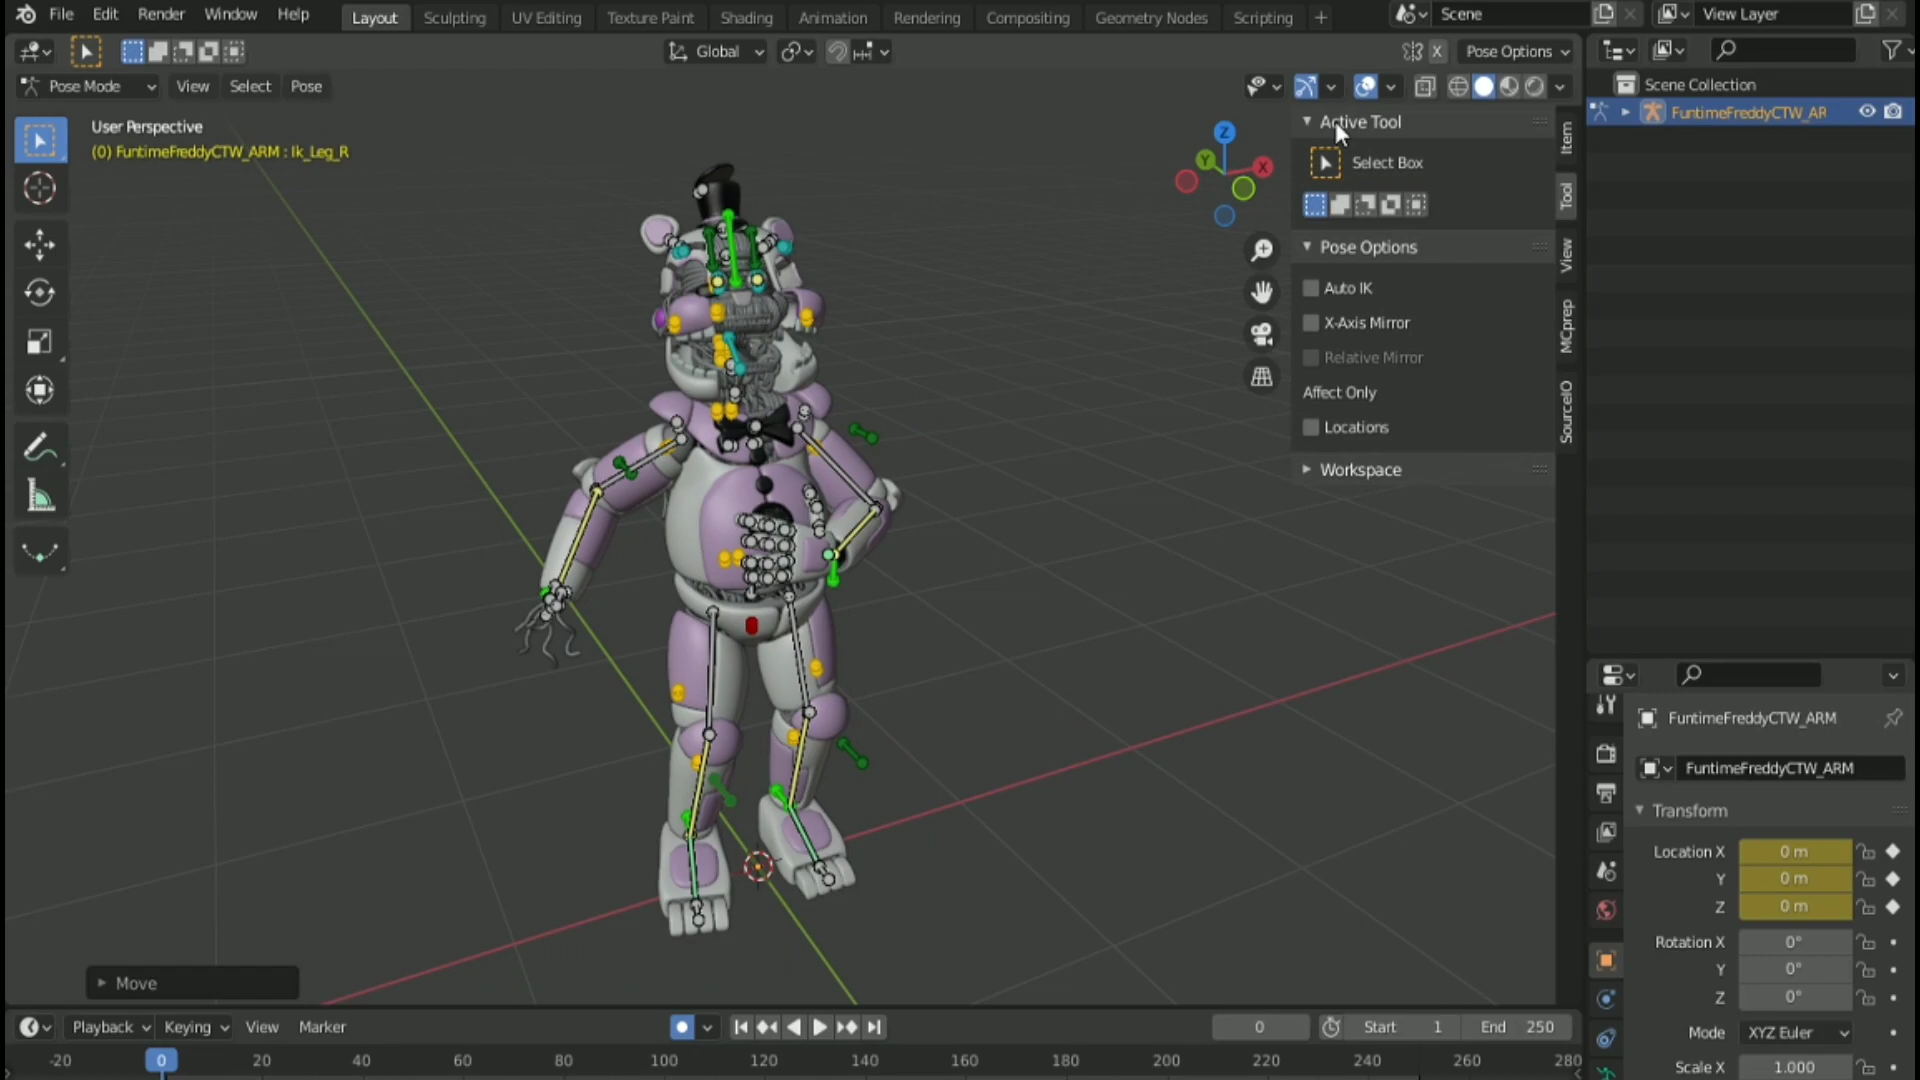 File Edit Render Window Help Layout Sculpting UV Editing Texture Paint Shading Animation Rendering Compositing Geometry Nodes Scripting + Scene View Layer
Global X Pose Options
Pose Mode View Select Pose
Scene Collection
FuntimeFreddyCTW_AR
User Perspective
(0) FuntimeFreddyCTW_ARM : Ik_Leg_R
Z
Y
X
Active Tool
Select Box
Pose Options
Auto IK
X-Axis Mirror
Relative Mirror
Affect Only
Locations
Workspace
Item
Tool
View
MCprep
SourceIO
FuntimeFreddyCTW_ARM
FuntimeFreddyCTW_ARM
Transform
Location X 0 m
Y 0 m
Z 0 m
Rotation X 0°
Y 0°
Z 0°
Mode XYZ Euler
Scale X 1.000
Move
Playback Keying View Marker 0 Start 1 End 250
-20 0 20 40 60 80 100 120 140 160 180 200 220 240 260 280